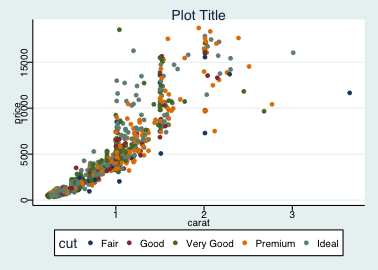 Plot Title
price
15000
10000
5000
0
1
2
3
carat
cut
Fair
Good
Very Good
Premium
Ideal